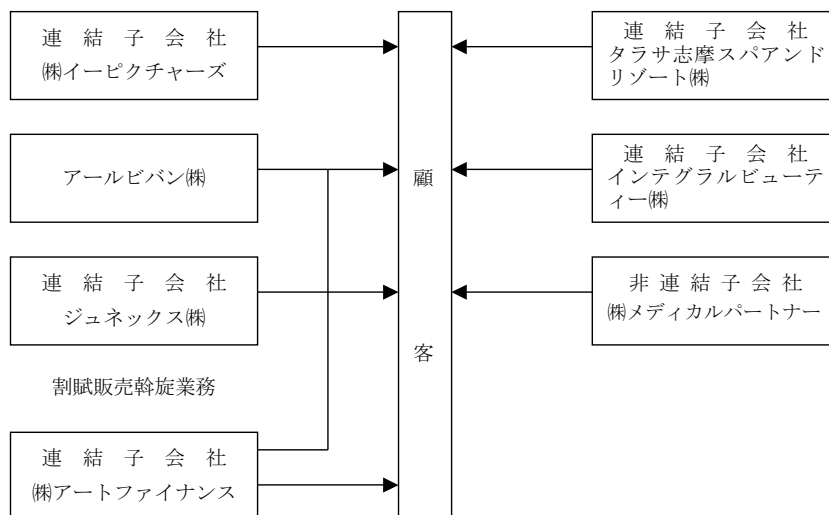 連結子会社
㈱イーピクチャーズ
アールビバン㈱
連結子会社
ジュネックス㈱
割賦販売斡旋業務
連結子会社
㈱アートファイナンス
顧
客
連結子会社
タラサ志摩スパアンド
リゾート㈱
連結子会社
インテグラルビューテ
ィー㈱
非連結子会社
㈱メディカルパートナー